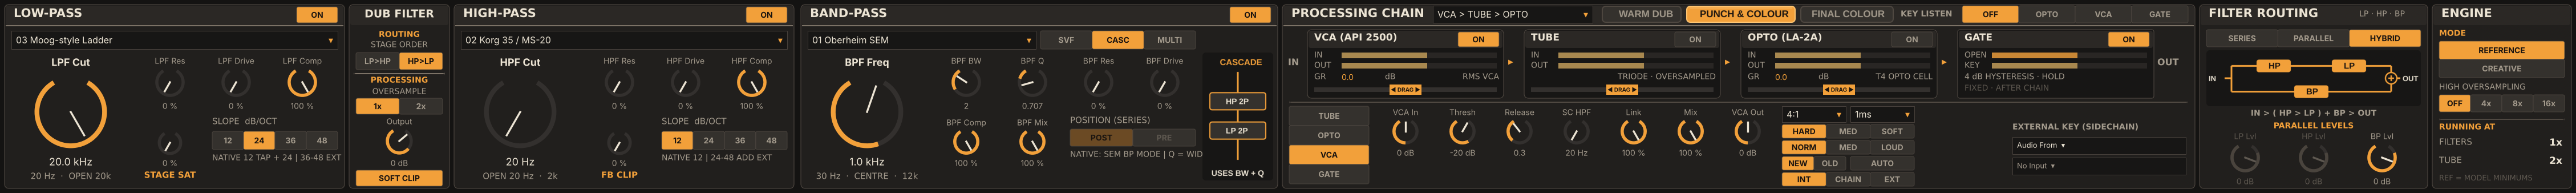 LOW-PASS
ON
03 Moog-style Ladder
LPF Cut
LPF Res
LPF Drive
LPF Comp
0 %
0 %
100 %
SLOPE dB/OCT
12
24
36
48
0 %
20.0 kHz
NATIVE 12 TAP + 24 | 36-48 EXT
20 Hz · OPEN 20k
STAGE SAT
DUB FILTER
ROUTING
STAGE ORDER
LP>HP
HP>LP
PROCESSING
OVERSAMPLE
1x
2x
Output
0 dB
SOFT CLIP
HIGH-PASS
ON
02 Korg 35 / MS-20
HPF Cut
HPF Res
HPF Drive
HPF Comp
0 %
0 %
100 %
SLOPE dB/OCT
12
24
36
48
0 %
20 Hz
NATIVE 12 | 24-48 ADD EXT
OPEN 20 Hz · 2k
FB CLIP
BAND-PASS
ON
01 Oberheim SEM
SVF
CASC
MULTI
BPF Freq
BPF BW
BPF Q
BPF Res
BPF Drive
2
0.707
0 %
0 %
BPF Comp
BPF Mix
POSITION (SERIES)
POST
PRE
100 %
100 %
NATIVE: SEM BP MODE | Q = WID
1.0 kHz
30 Hz · CENTRE · 12k
CASCADE
HP 2P
LP 2P
USES BW + Q
PROCESSING CHAIN
VCA > TUBE > OPTO
WARM DUB
PUNCH & COLOUR
FINAL COLOUR
KEY LISTEN
OFF
OPTO
VCA
GATE
IN
VCA (API 2500)
ON
IN
OUT
GR
0.0
dB
RMS VCA
DRAG
TUBE
ON
IN
OUT
TRIODE · OVERSAMPLED
DRAG
OPTO (LA-2A)
ON
IN
OUT
GR
0.0
dB
T4 OPTO CELL
DRAG
GATE
ON
OPEN
KEY
4 dB HYSTERESIS · HOLD
FIXED · AFTER CHAIN
OUT
TUBE
OPTO
VCA
GATE
VCA In
Thresh
Release
SC HPF
Link
Mix
VCA Out
0 dB
-20 dB
0.3
20 Hz
100 %
100 %
0 dB
4:1
1ms
HARD
MED
SOFT
NORM
MED
LOUD
NEW
OLD
AUTO
INT
CHAIN
EXT
EXTERNAL KEY (SIDECHAIN)
Audio From
No Input
FILTER ROUTING
LP · HP · BP
SERIES
PARALLEL
HYBRID
IN
HP
LP
BP
OUT
IN > ( HP > LP ) + BP > OUT
PARALLEL LEVELS
LP Lvl
HP Lvl
BP Lvl
0 dB
0 dB
0 dB
ENGINE
MODE
REFERENCE
CREATIVE
HIGH OVERSAMPLING
OFF
4x
8x
16x
RUNNING AT
FILTERS
1x
TUBE
2x
REF = MODEL MINIMUMS